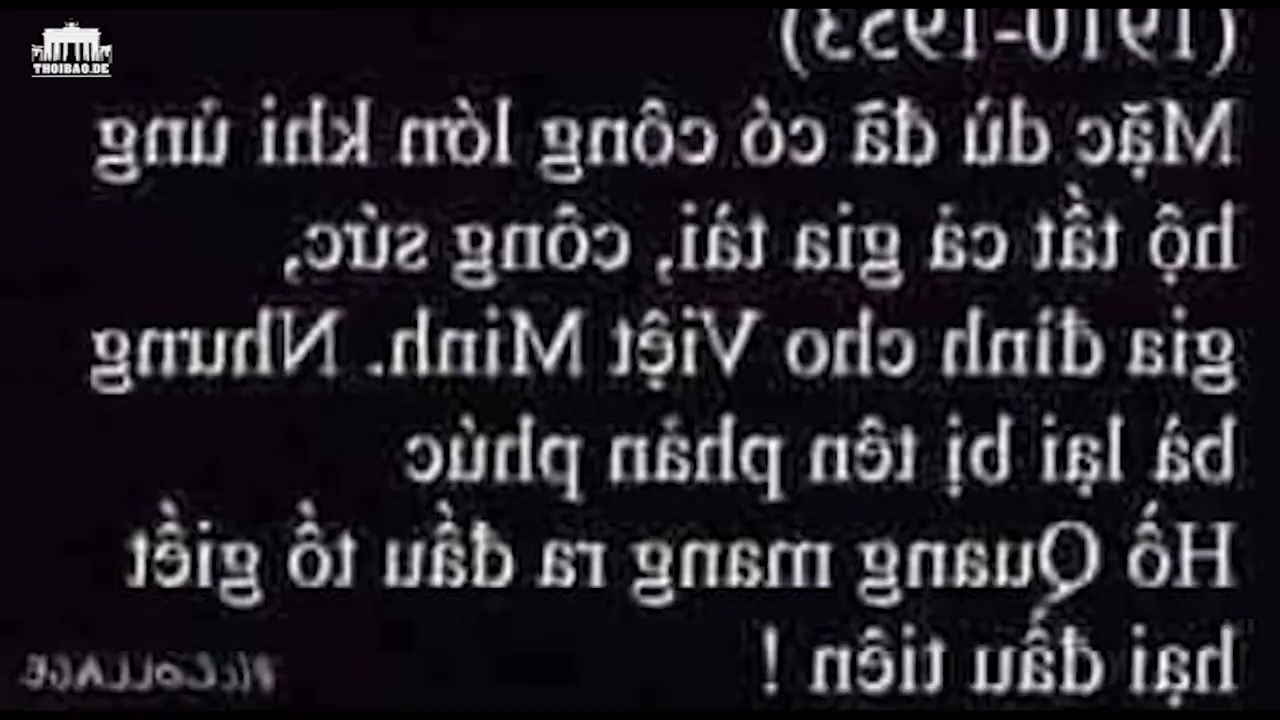 THOIBAO.DE
(1910-1953)
Mặc dù đã có công lớn khi ủng
hộ tất cả gia tài, công sức,
gia đình cho Việt Minh. Nhưng
bà lại bị tên phản phúc
Hồ Quang mang ra đấu tố giết
hại đầu tiên !
PicCOLLAGE